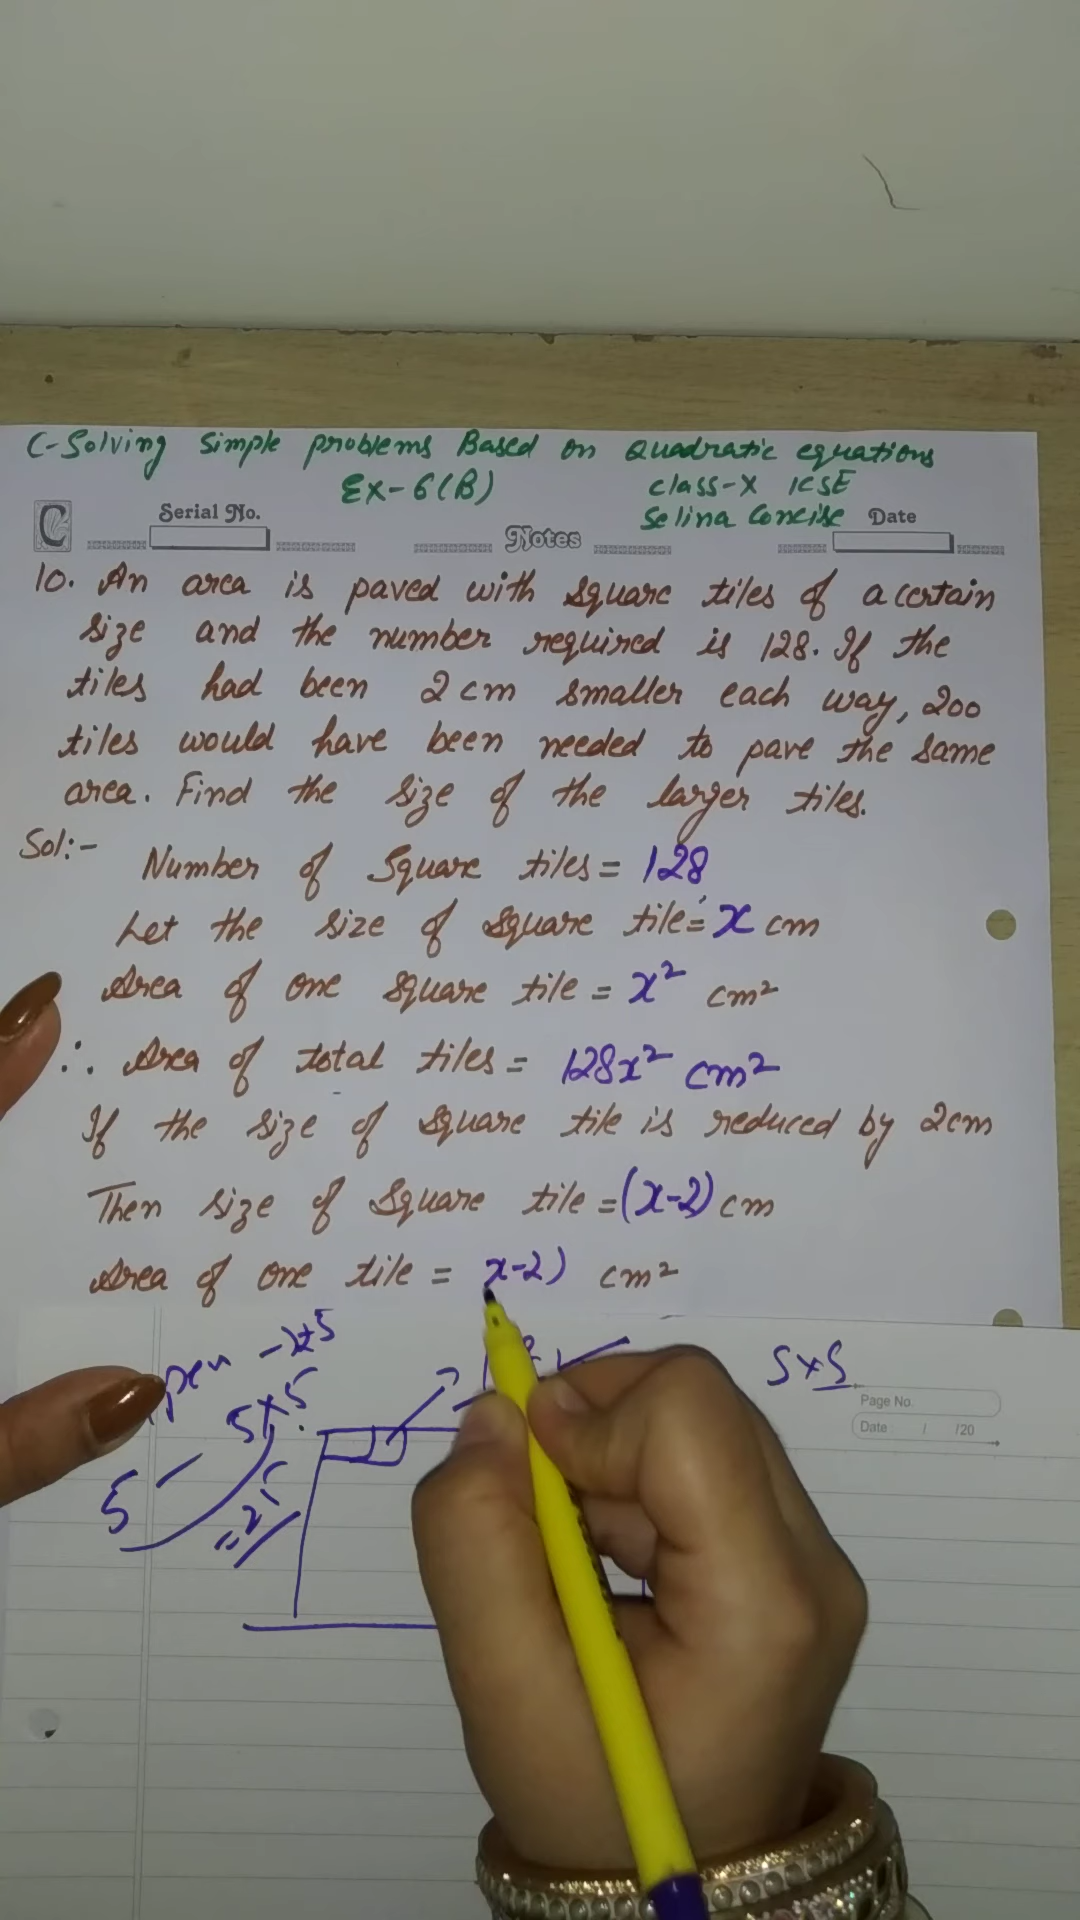 C-Solving Simple problems Based on Quadratic equations
Ex-6(B) class-X ICSE
Selina Concise
C Serial No. Notes Date
10. An area is paved with square tiles of a certain
size and the number required is 128. If the
tiles had been 2 cm smaller each way, 200
tiles would have been needed to pave the same
area. Find the size of the larger tiles.
Sol:-
Number of Square tiles = 128
Let the size of square tile = x cm
Area of one square tile = x² cm²
∴ Area of total tiles = 128x² cm²
If the size of square tile is reduced by 2cm
Then size of square tile = (x-2) cm
Area of one tile = x-2) cm²
pen
5x5
5
=25
5x5
Page No.
Date : / /20